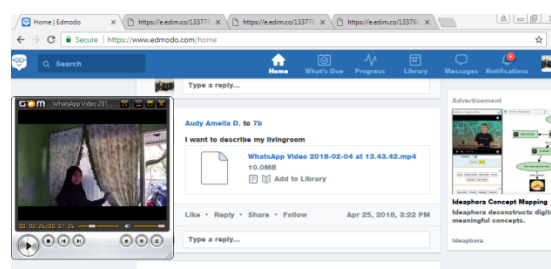 Home | Edmodo
https://e.edim.co/133778
https://e.edim.co/133778
https://e.edim.co/133780
Secure | https://www.edmodo.com/home
Search
Home
What's Due
Progress
Library
Messages
Notifications
Type a reply...
GOM WhatsApp Video 201...
Audy Amelia D. to 7b
I want to describe my livingroom
WhatsApp Video 2018-02-04 at 13.43.42.mp4
10.0MB
Add to Library
Like • Reply • Share • Follow
Apr 25, 2018, 3:22 PM
Type a reply...
Advertisement
Ideaphora Concept Mapping
Ideaphora deconstructs digit
meaningful concepts.
Ideaphora